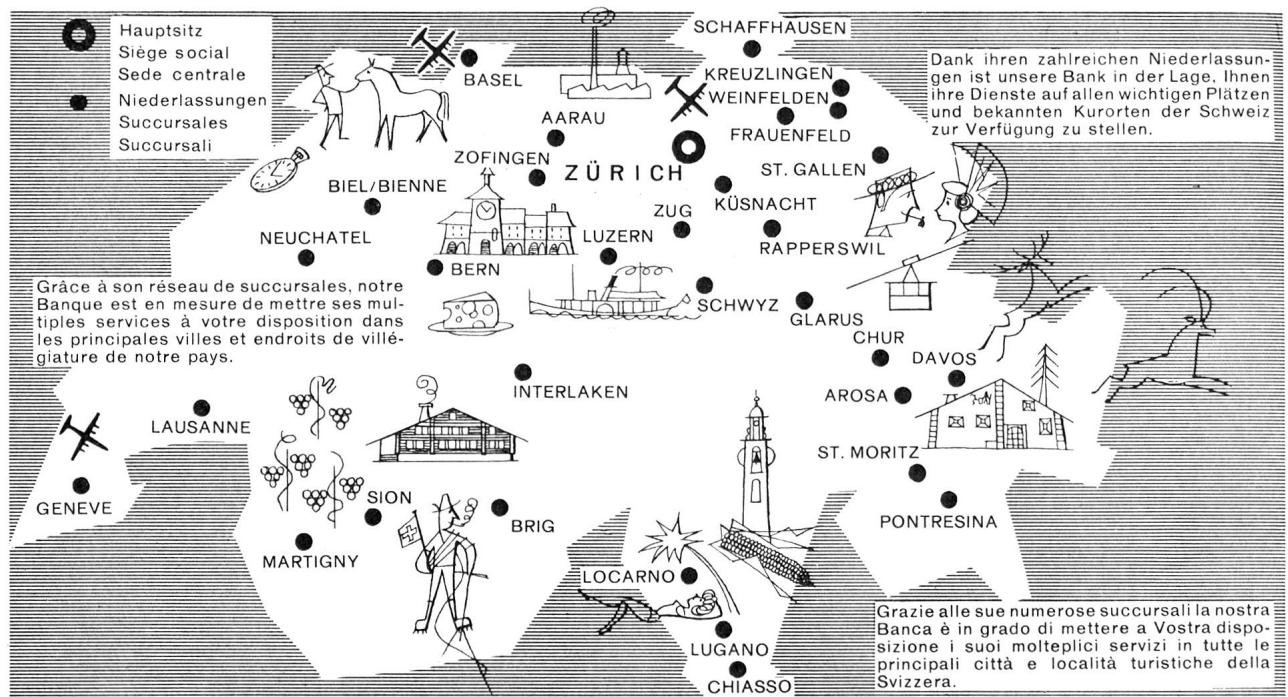 Hauptsitz
Siège social
Sede centrale
Niederlassungen
Succursales
Succursali
SCHAFFHAUSEN
BASEL
KREUZLINGEN
WEINFELDEN
FRAUENFELD
Dank ihren zahlreichen Niederlassun-
gen ist unsere Bank in der Lage, Ihnen
ihre Dienste auf allen wichtigen Plätzen
und bekannten Kurorten der Schweiz
zur Verfügung zu stellen.
AARAU
ZOFINGEN
ZÜRICH
ST. GALLEN
BIEL/BIENNE
KÜSNACHT
ZUG
RAPPERSWIL
NEUCHATEL
LUZERN
BERN
SCHWYZ
GLARUS
Grâce à son réseau de succursales, notre
Banque est en mesure de mettre ses mul-
tiples services à votre disposition dans
les principales villes et endroits de villé-
giature de notre pays.
CHUR
DAVOS
INTERLAKEN
AROSA
LAUSANNE
ST. MORITZ
GENEVE
SION
BRIG
PONTRESINA
MARTIGNY
LOCARNO
LUGANO
CHIASSO
Grazie alle sue numerose succursali la nostra
Banca è in grado di mettere a Vostra dispo-
sizione i suoi molteplici servizi in tutte le
principali città e località turistiche della
Svizzera.